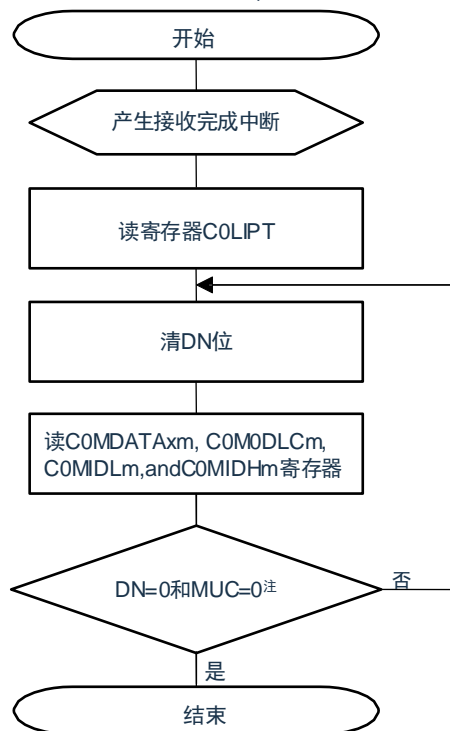 开始
产生接收完成中断
读寄存器C0LIPT
清DN位
读C0MDATAxm, C0M0DLCm,
C0MIDLm,andC0MIDHm寄存器
DN=0和MUC=0注
否
是
结束